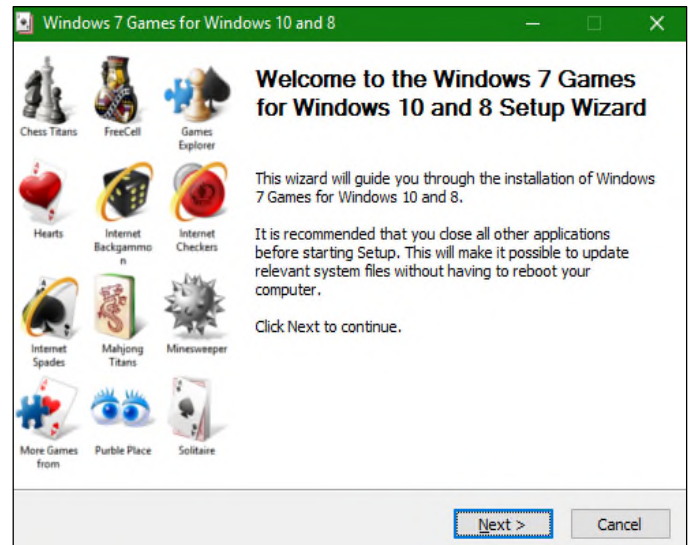 Windows 7 Games for Windows 10 and 8
Chess Titans
FreeCell
Games
Explorer
Hearts
Internet
Backgammo
n
Internet
Checkers
Internet
Spades
Mahjong
Titans
Minesweeper
More Games
from
Purble Place
Solitaire
Welcome to the Windows 7 Games
for Windows 10 and 8 Setup Wizard
This wizard will guide you through the installation of Windows
7 Games for Windows 10 and 8.
It is recommended that you close all other applications
before starting Setup. This will make it possible to update
relevant system files without having to reboot your
computer.
Click Next to continue.
Next >
Cancel